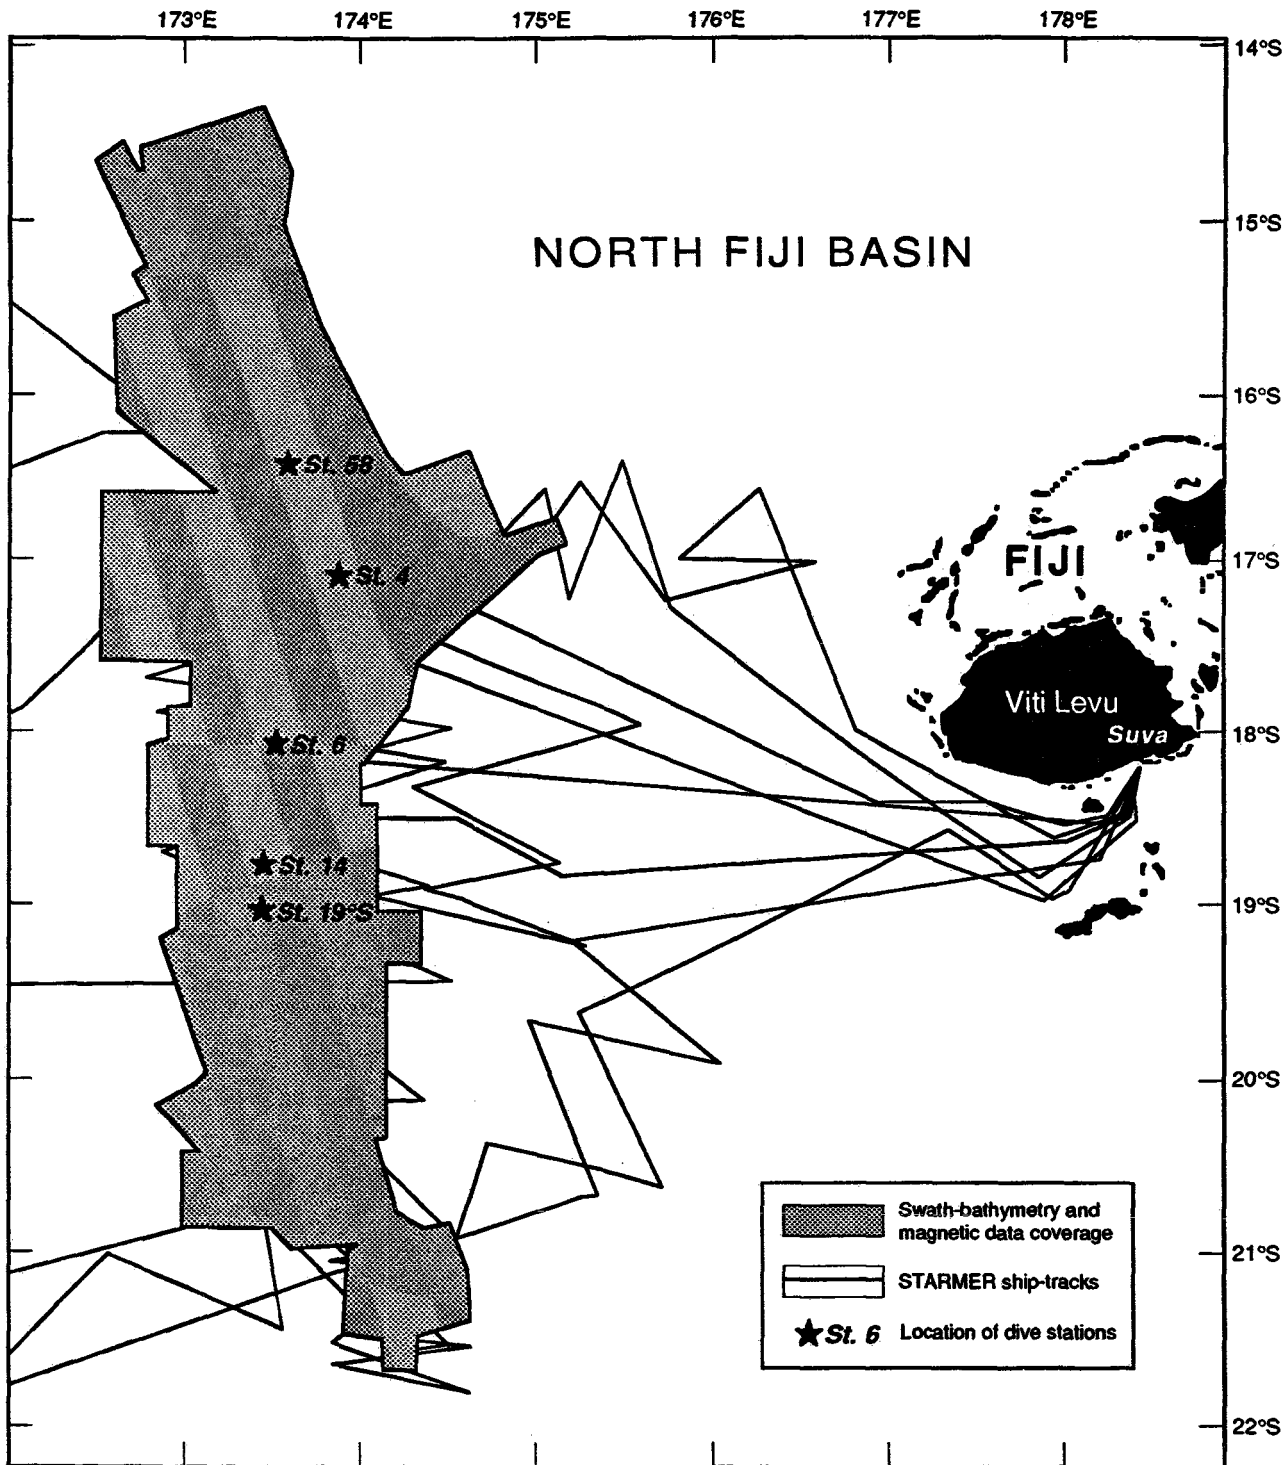 173°E 174°E 175°E 176°E 177°E 178°E
14°S
15°S
NORTH FIJI BASIN
16°S
St. 58
17°S
FIJI
St. 4
Viti Levu
Suva
18°S
St. 6
St. 14
19°S
St. 19°S
20°S
Swath-bathymetry and
magnetic data coverage
21°S
STARMER ship-tracks
St. 6 Location of dive stations
22°S